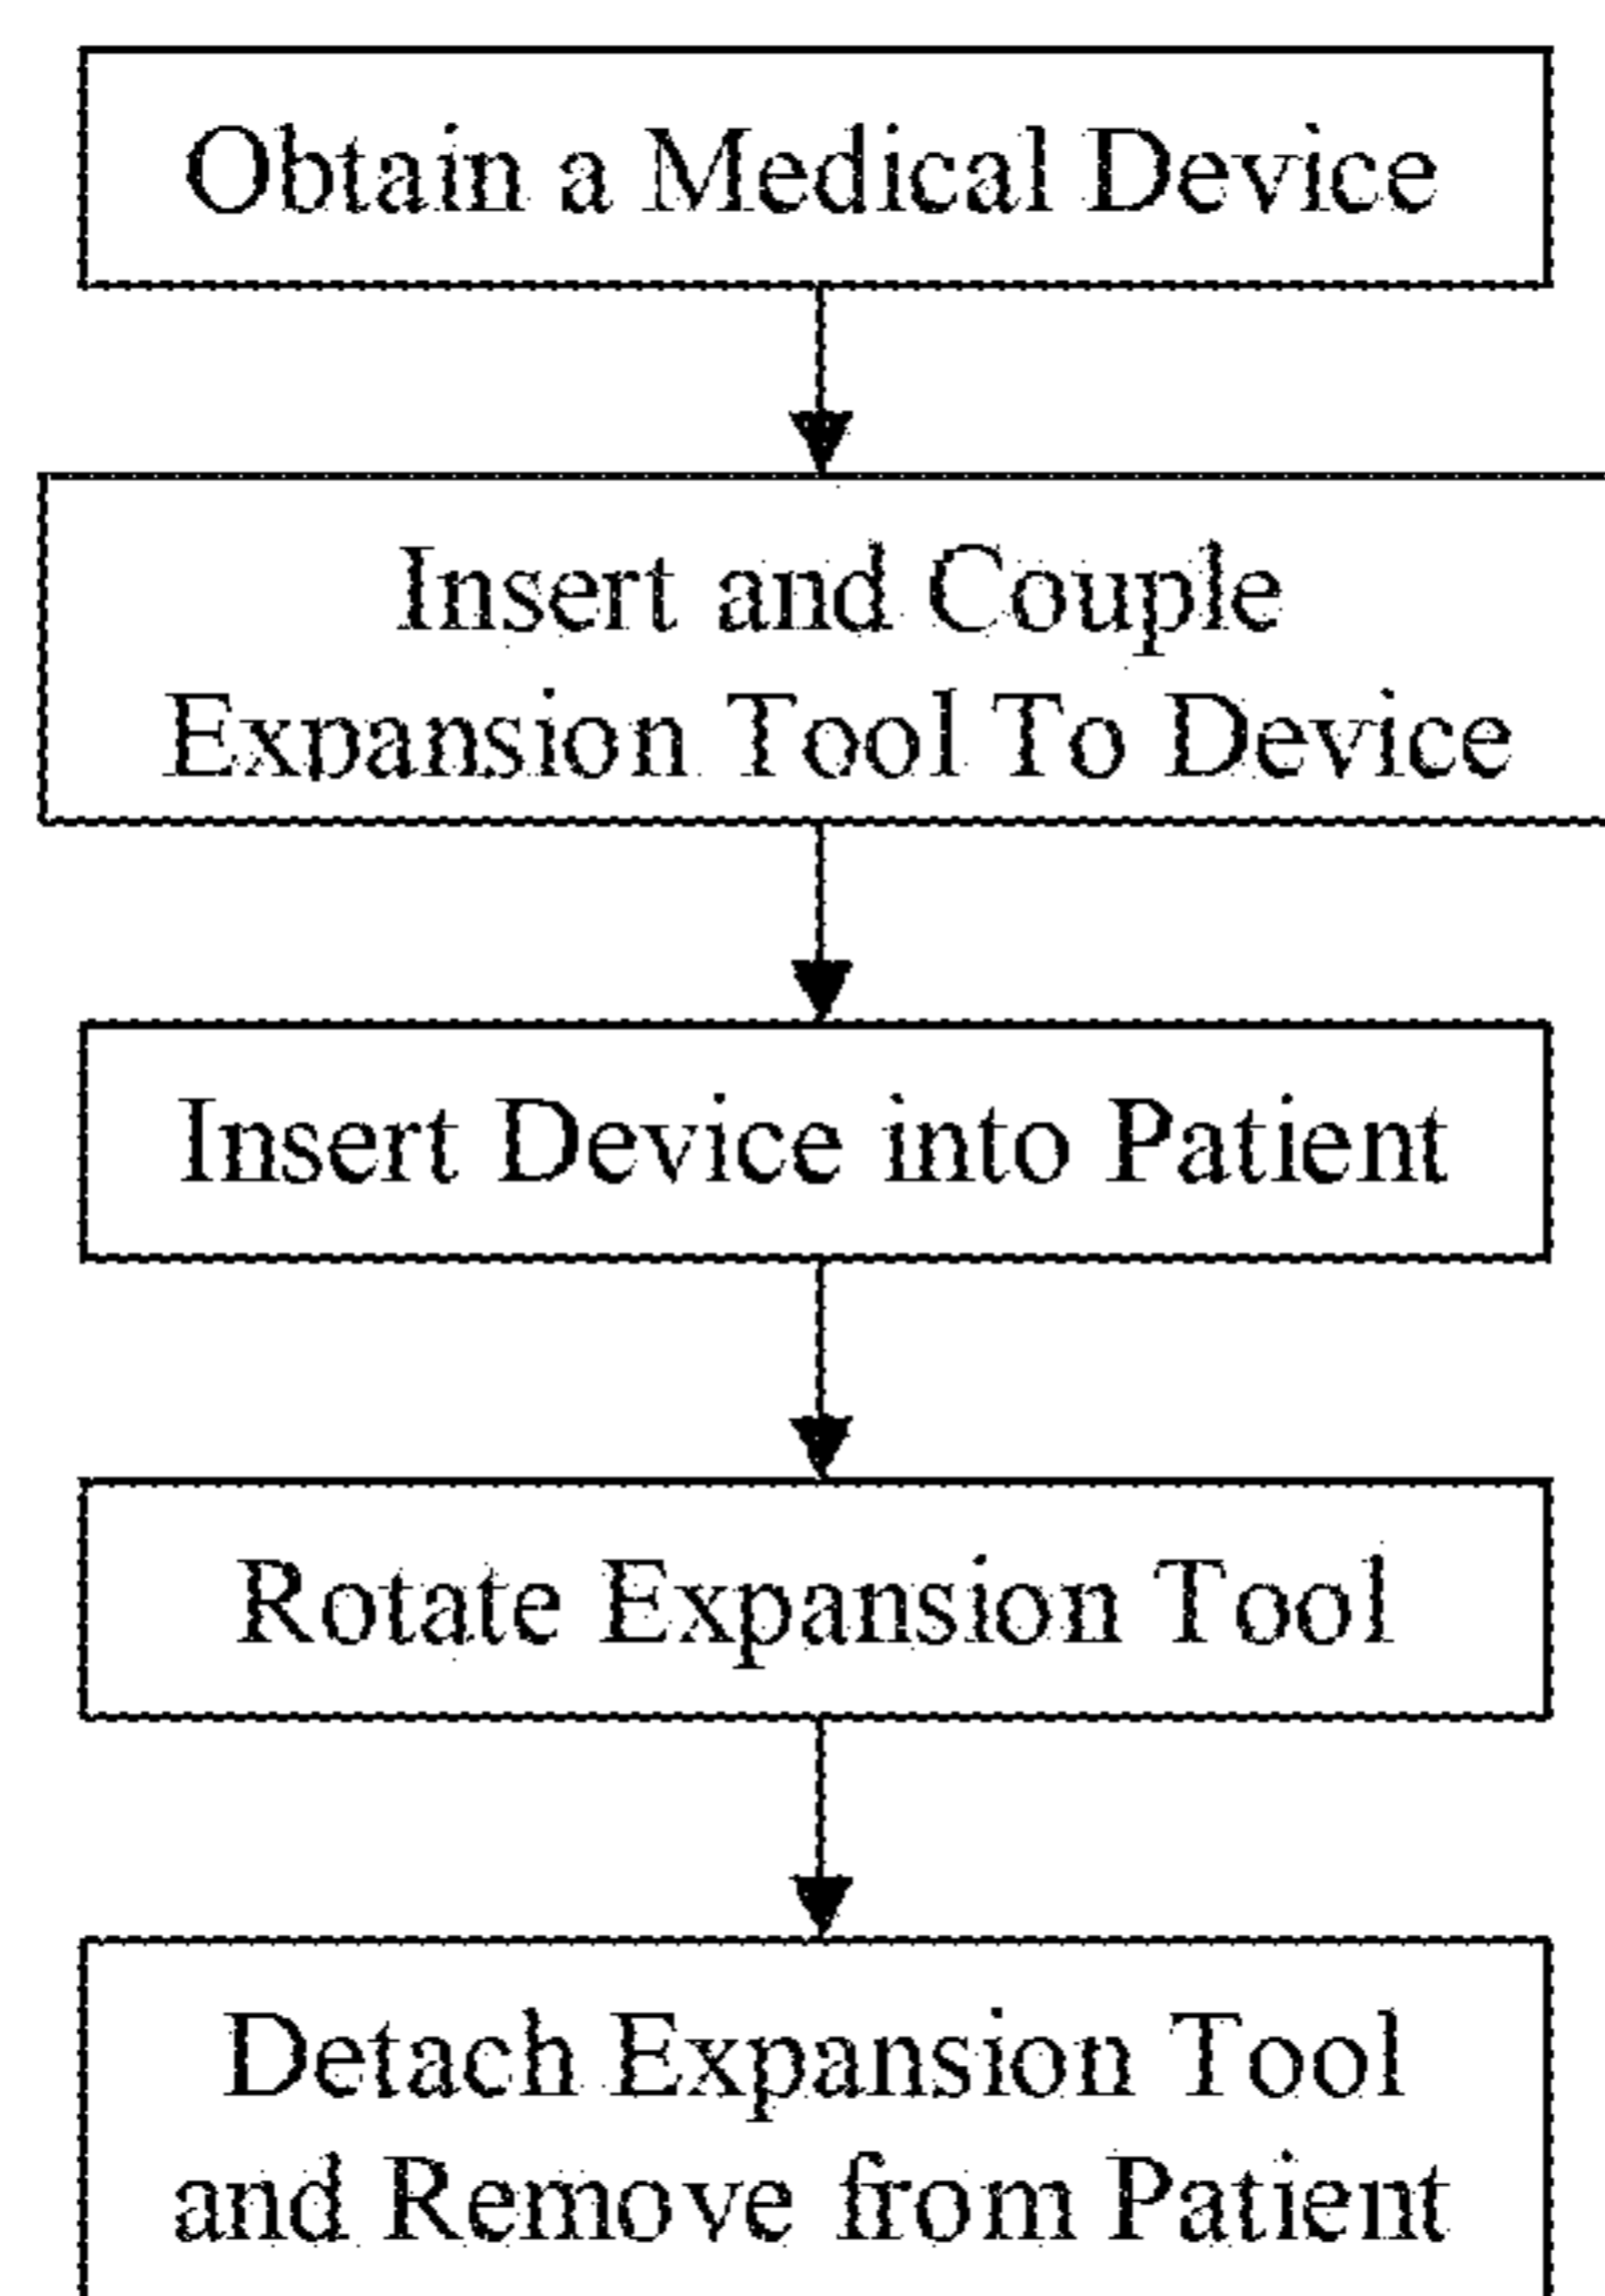 Obtain a Medical Device
Insert and Couple
Expansion Tool To Device
Insert Device into Patient
Rotate Expansion Tool
Detach Expansion Tool
and Remove from Patient